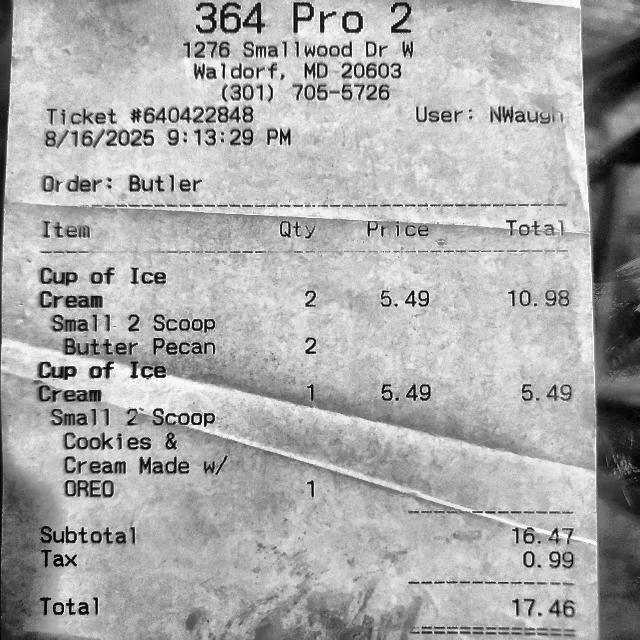 364 Pro 2
1276 Smallwood Dr W
Waldorf, MD 20603
(301) 705-5726
Ticket #640422848 User: NWaugh
8/16/2025 9:13:29 PM
Order: Butler
Item Qty Price Total
Cup of Ice
Cream 2 5.49 10.98
Small 2 Scoop
Butter Pecan 2
Cup of Ice
Cream 1 5.49 5.49
Small 2 Scoop
Cookies &
Cream Made w/
OREO 1
Subtotal 16.47
Tax 0.99
Total 17.46